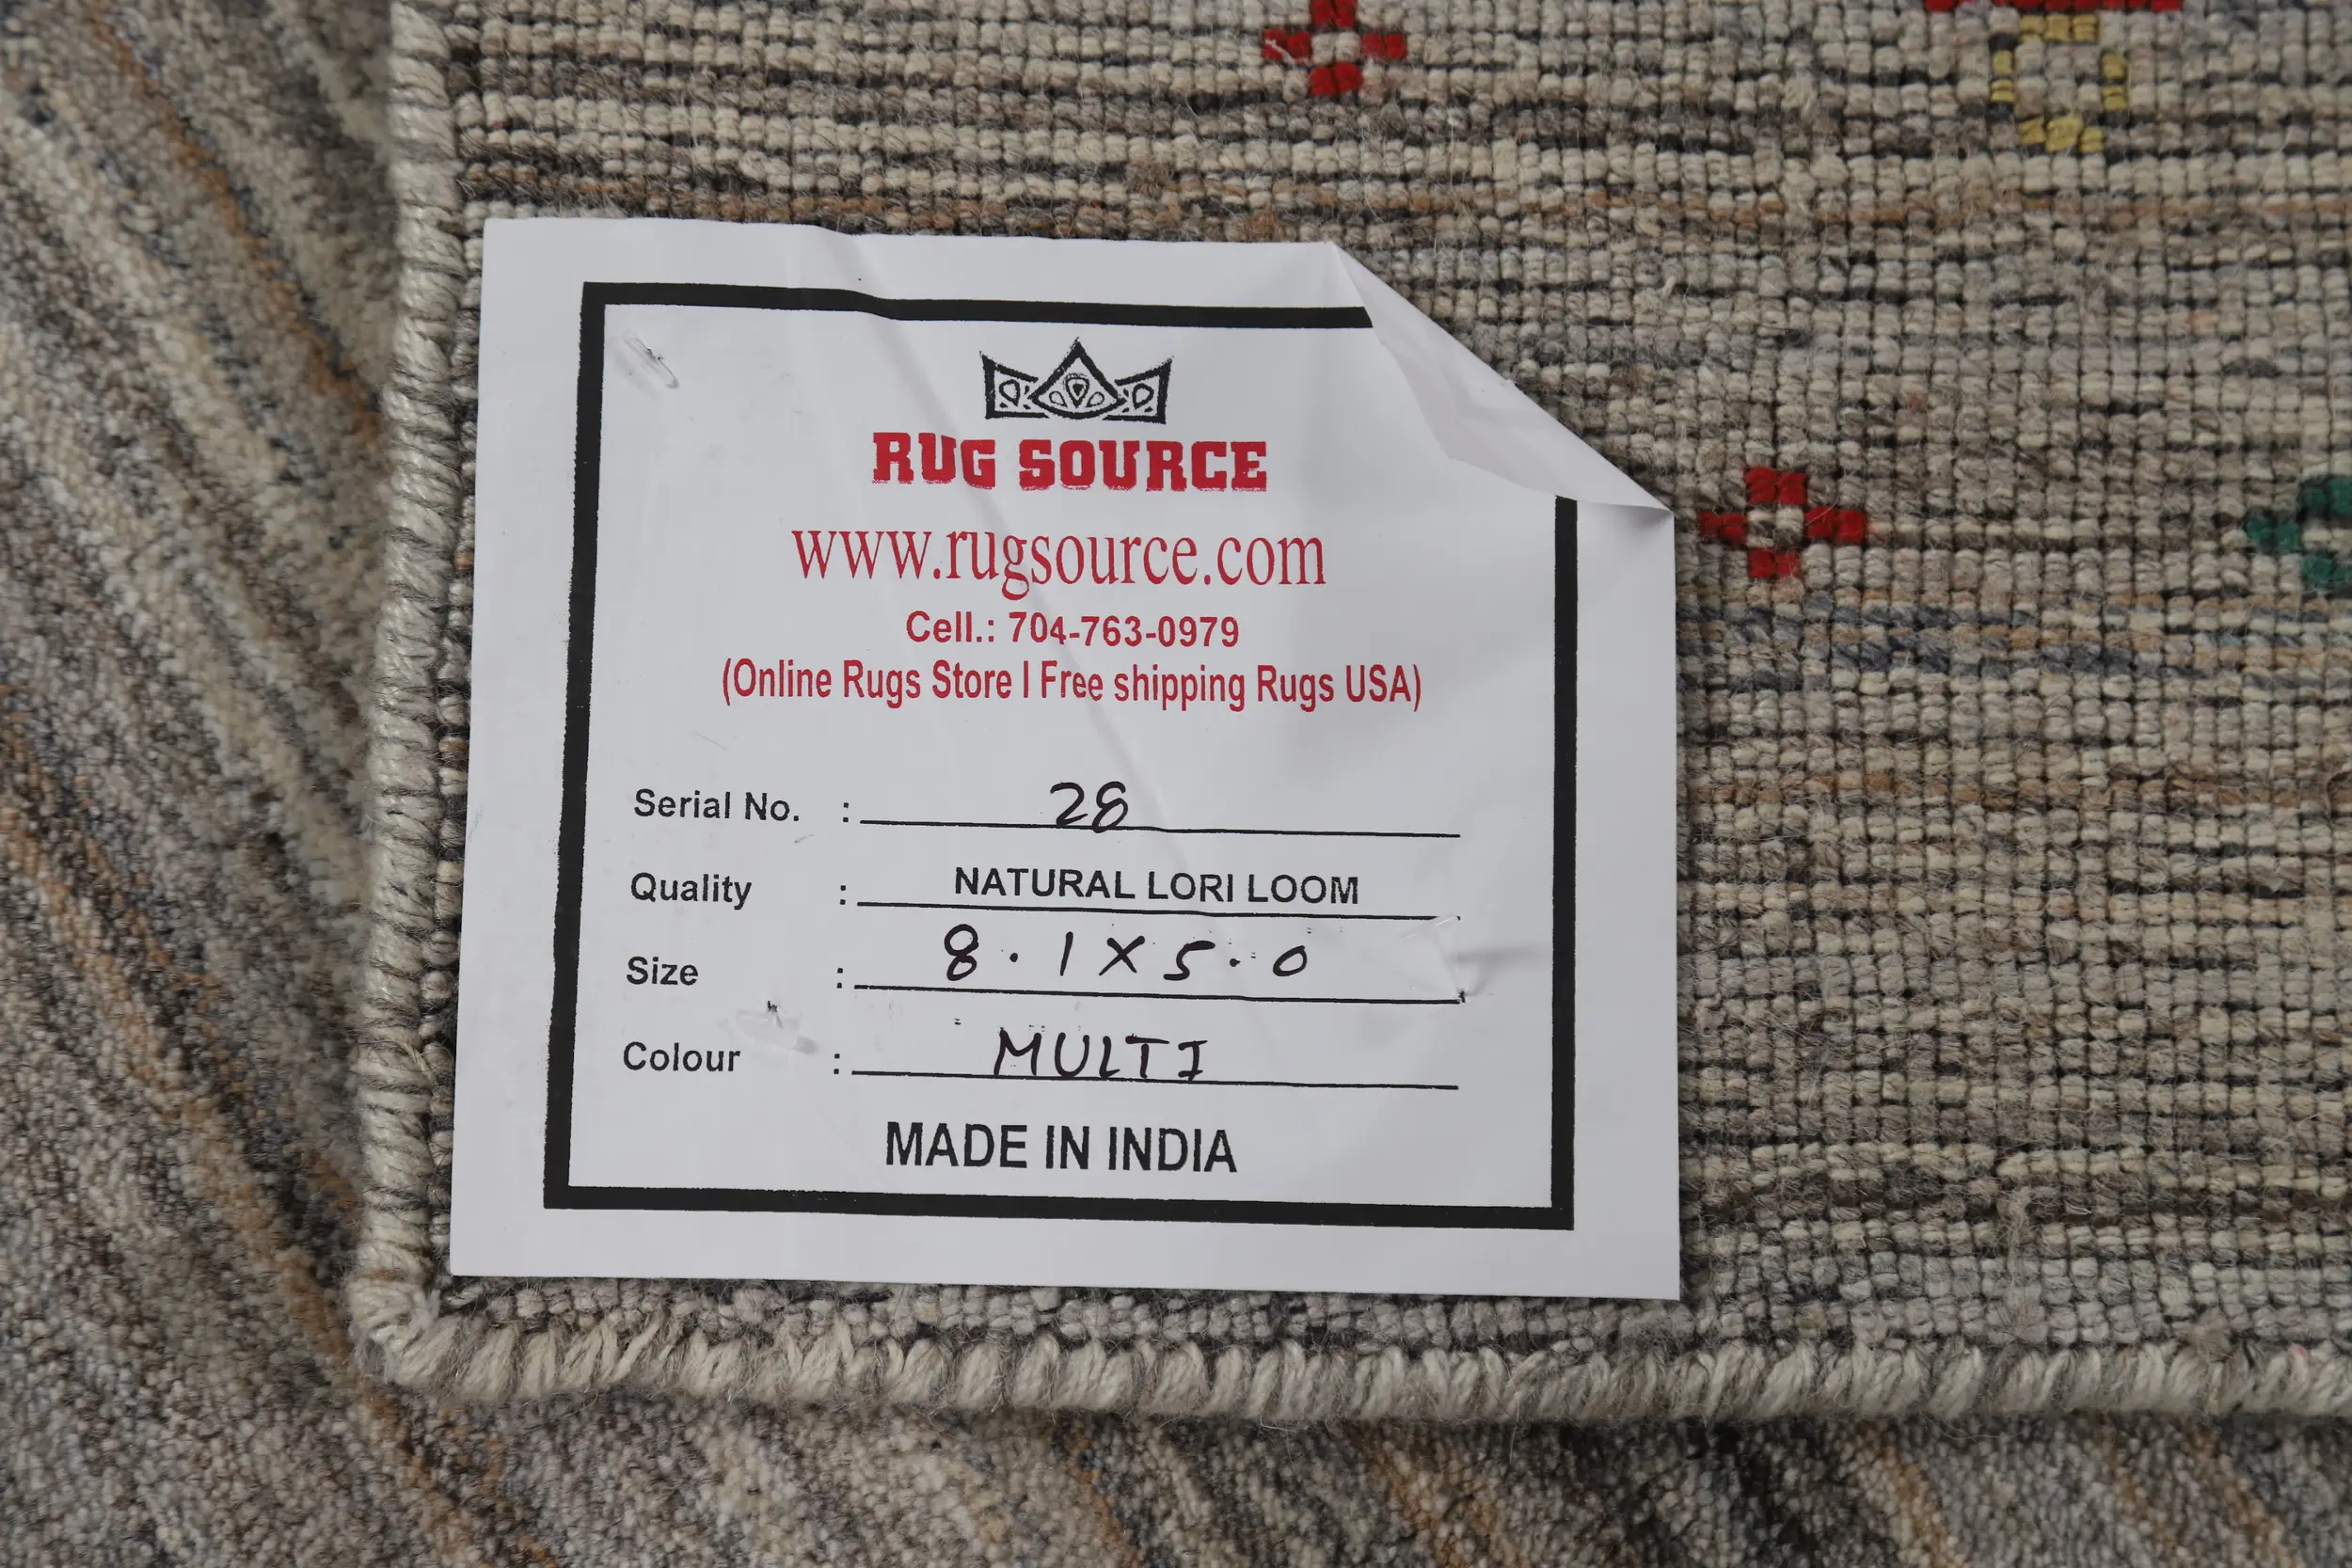 RUG SOURCE
www.rugsource.com
Cell.: 704-763-0979
(Online Rugs Store I Free shipping Rugs USA)
Serial No. : 28
Quality : NATURAL LORI LOOM
Size : 8.1X5.0
Colour : MULTI
MADE IN INDIA